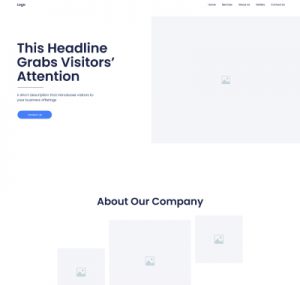 Logo
Home Services About Us Contact Us
This Headline
Grabs Visitors’
Attention
A short description that introduces visitors to
your business offerings
Contact Us
About Our Company